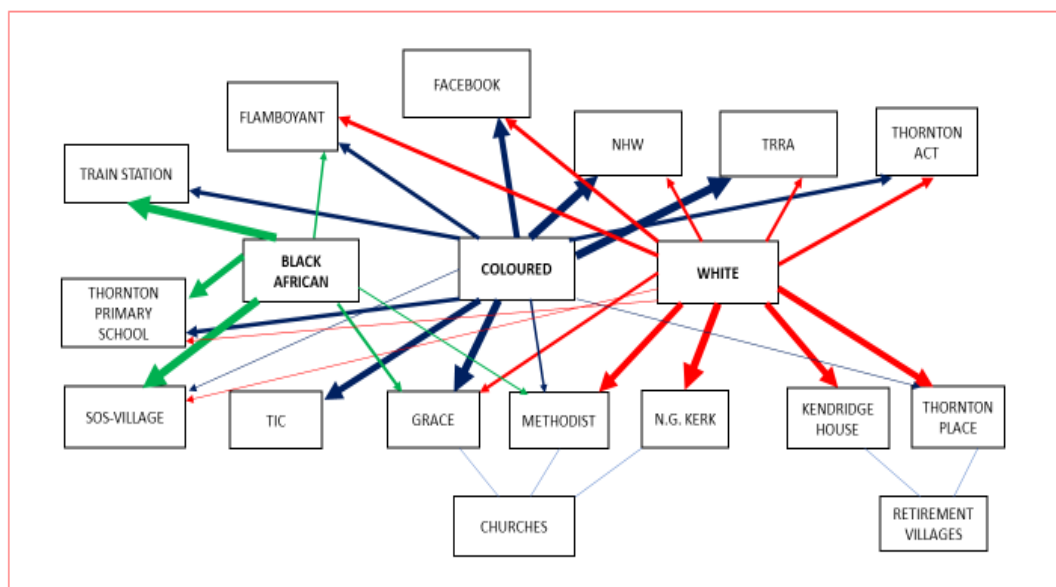 FACEBOOK
FLAMBOYANT
NHW
TRRA
THORNTON
ACT
TRAIN STATION
BLACK
AFRICAN
COLOURED
WHITE
THORNTON
PRIMARY
SCHOOL
SOS-VILLAGE
TIC
GRACE
METHODIST
N.G. KERK
KENDRIDGE
HOUSE
THORNTON
PLACE
CHURCHES
RETIREMENT
VILLAGES